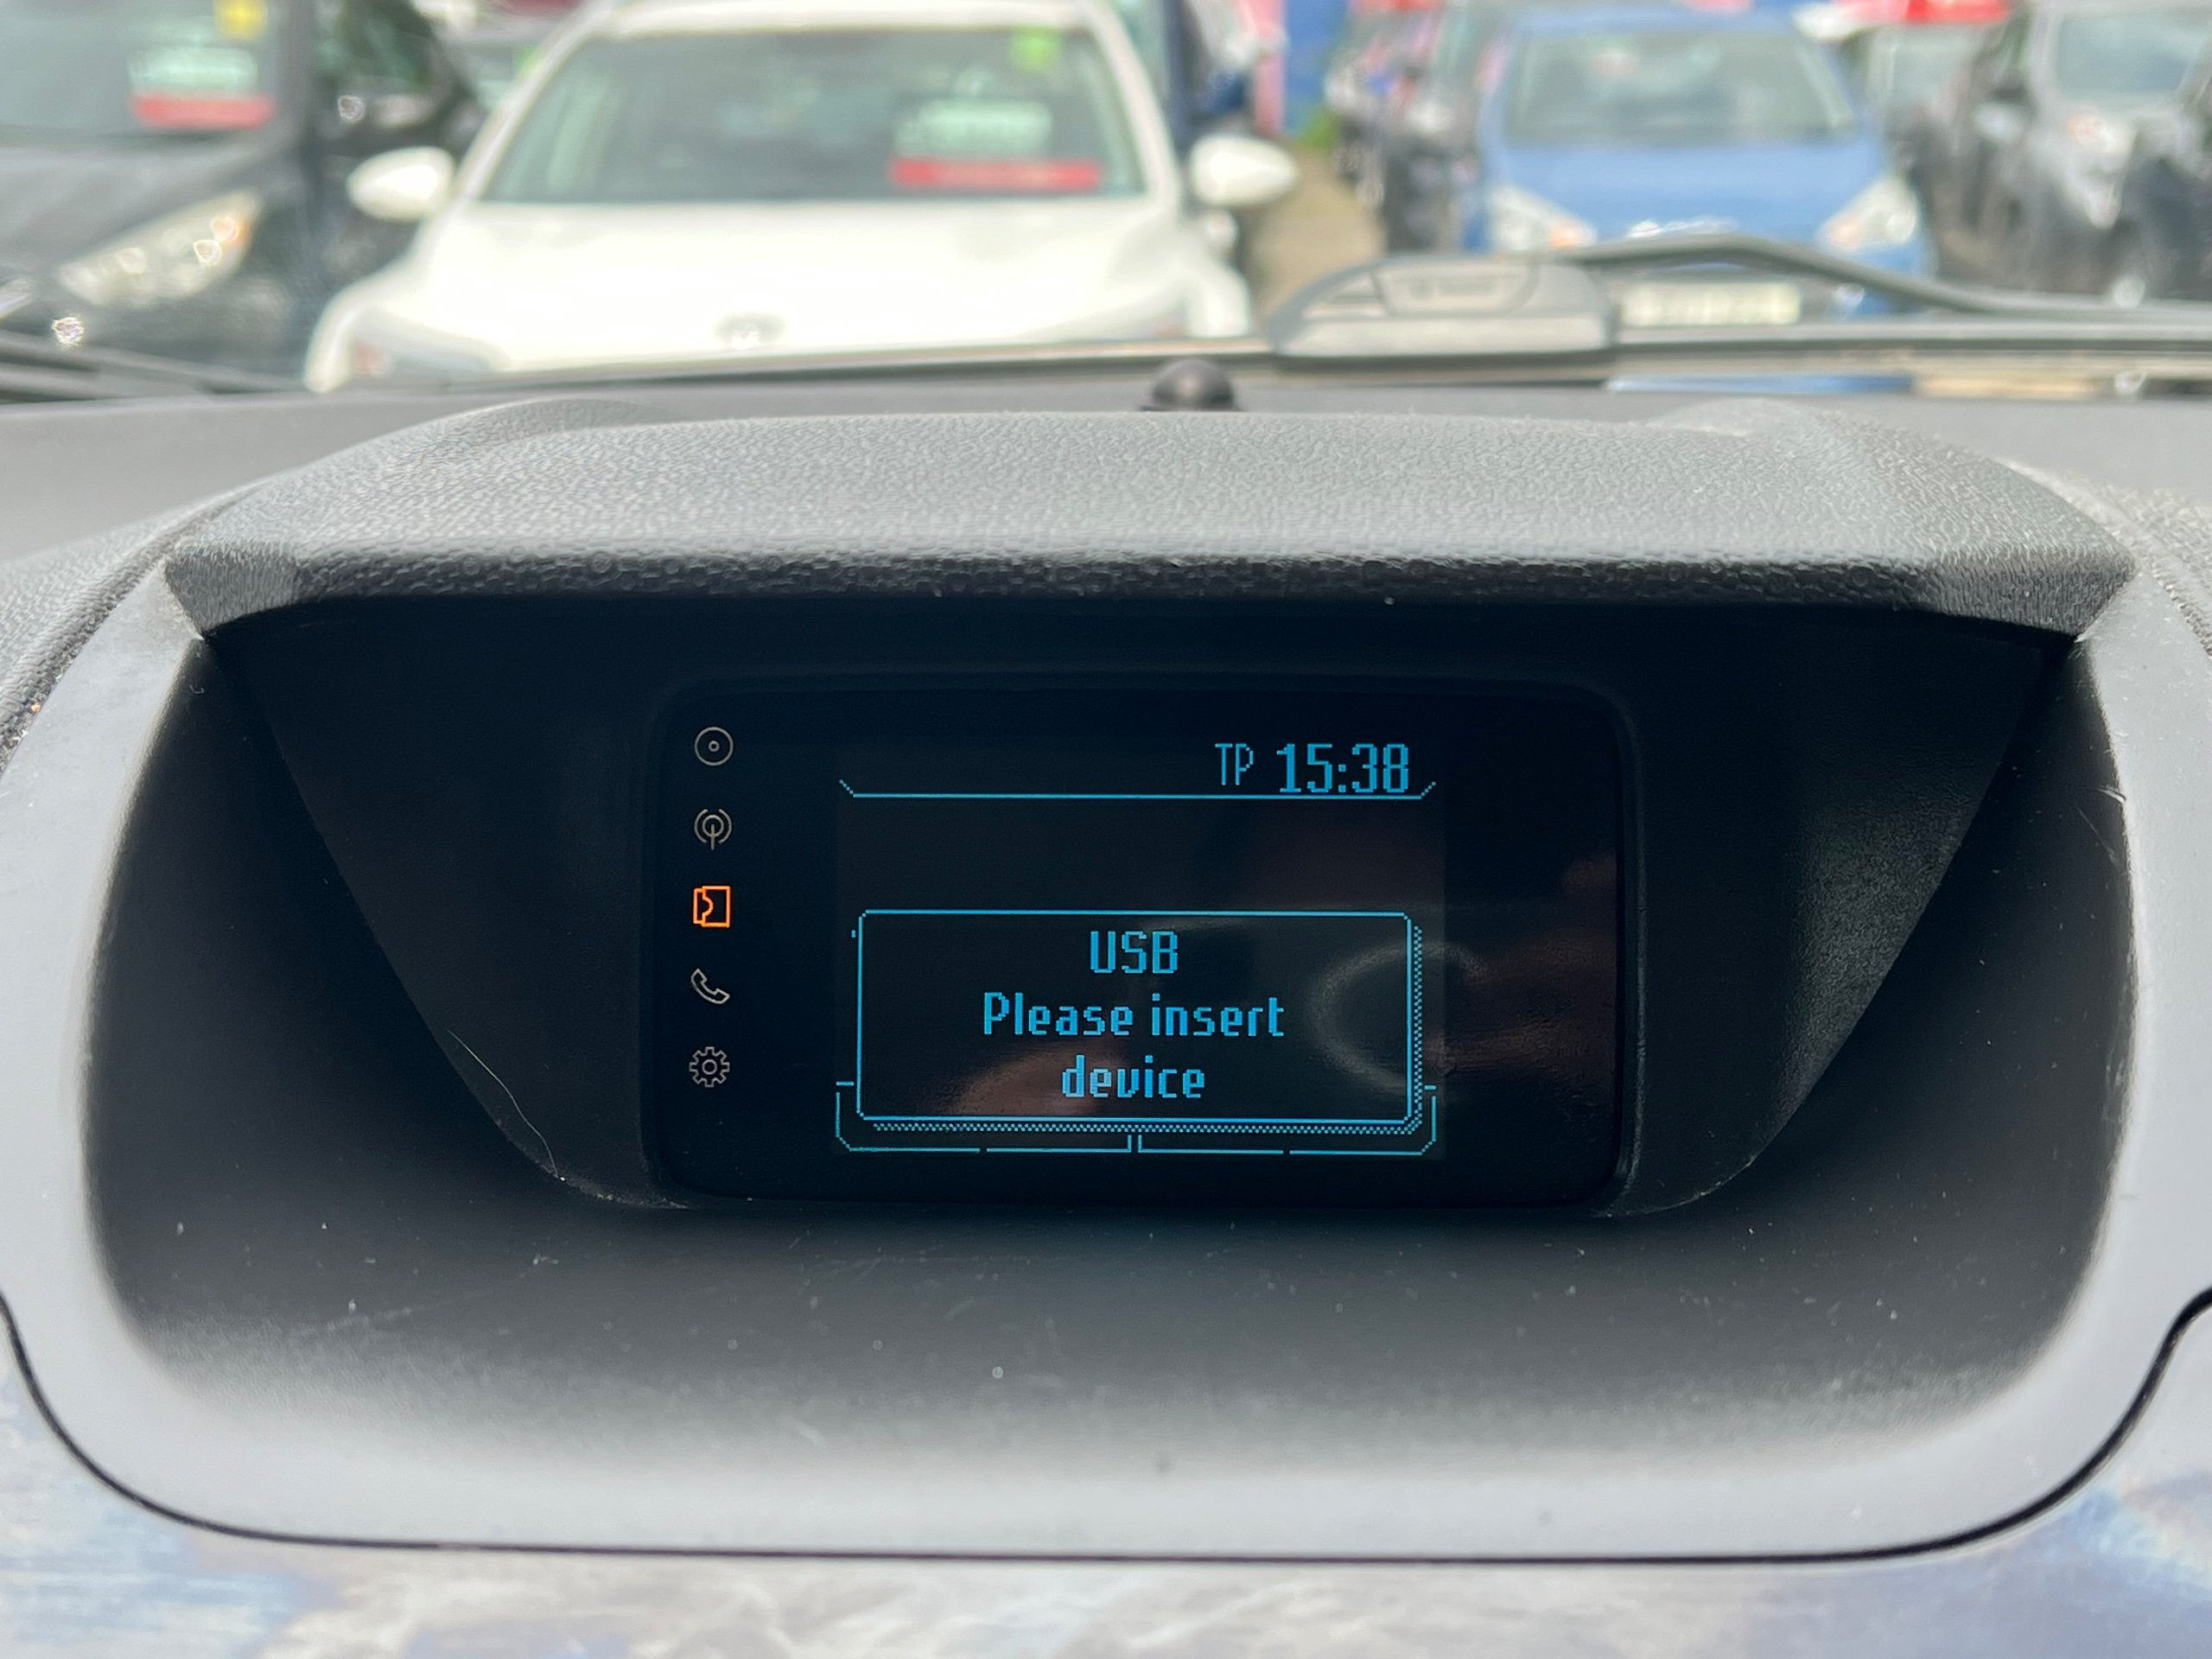 TP 15:38
USB
Please insert
device